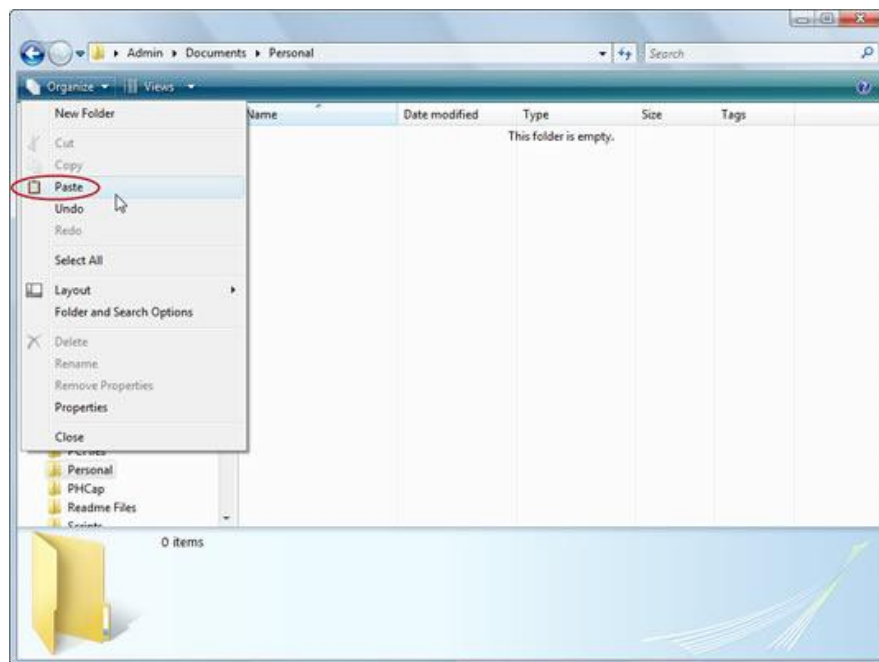 Admin Documents Personal Search
Organize Views
New Folder
Name Date modified Type Size Tags
This folder is empty.
Cut
Copy
Paste
Undo
Redo
Select All
Layout
Folder and Search Options
Delete
Rename
Remove Properties
Properties
Close
Personal
PHCap
Readme Files
Scripts
0 items